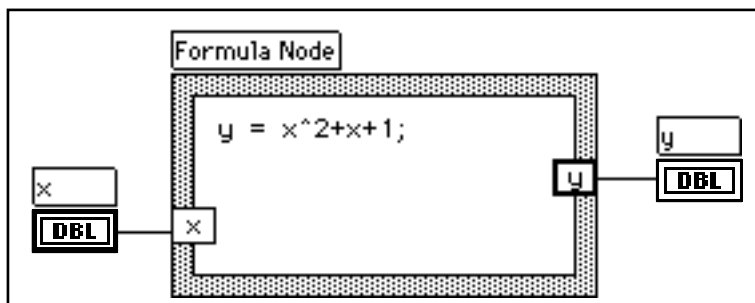 Formula Node
y = x^2+x+1;
y
y
DBL
x
DBL
x